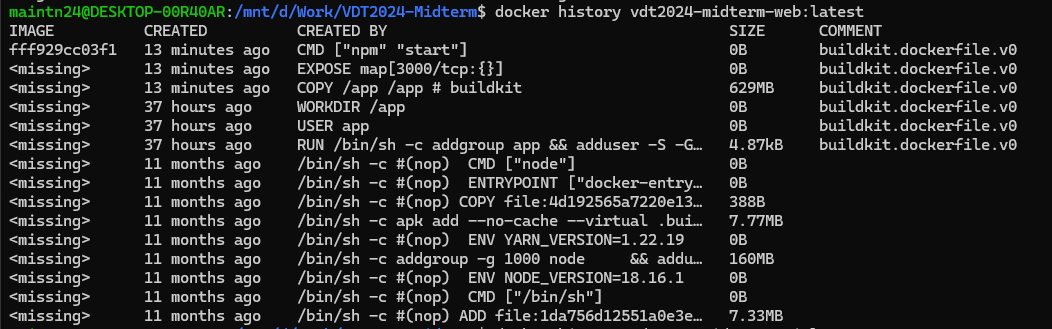 maintn24@DESKTOP-00R40AR:/mnt/d/Work/VDT2024-Midterm$ docker history vdt2024-midterm-web:latest
IMAGE CREATED CREATED BY SIZE COMMENT
fff929cc03f1 13 minutes ago CMD ["npm" "start"] 0B buildkit.dockerfile.v0
<missing> 13 minutes ago EXPOSE map[3000/tcp:{}] 0B buildkit.dockerfile.v0
<missing> 13 minutes ago COPY /app /app # buildkit 629MB buildkit.dockerfile.v0
<missing> 37 hours ago WORKDIR /app 0B buildkit.dockerfile.v0
<missing> 37 hours ago USER app 0B buildkit.dockerfile.v0
<missing> 37 hours ago RUN /bin/sh -c addgroup app && adduser -S -G… 4.87kB buildkit.dockerfile.v0
<missing> 11 months ago /bin/sh -c #(nop) CMD ["node"] 0B
<missing> 11 months ago /bin/sh -c #(nop) ENTRYPOINT ["docker-entry… 0B
<missing> 11 months ago /bin/sh -c #(nop) COPY file:4d192565a7220e13… 388B
<missing> 11 months ago /bin/sh -c apk add --no-cache --virtual .bui… 7.77MB
<missing> 11 months ago /bin/sh -c #(nop) ENV YARN_VERSION=1.22.19 0B
<missing> 11 months ago /bin/sh -c addgroup -g 1000 node && addu… 160MB
<missing> 11 months ago /bin/sh -c #(nop) ENV NODE_VERSION=18.16.1 0B
<missing> 11 months ago /bin/sh -c #(nop) CMD ["/bin/sh"] 0B
<missing> 11 months ago /bin/sh -c #(nop) ADD file:1da756d12551a0e3e… 7.33MB